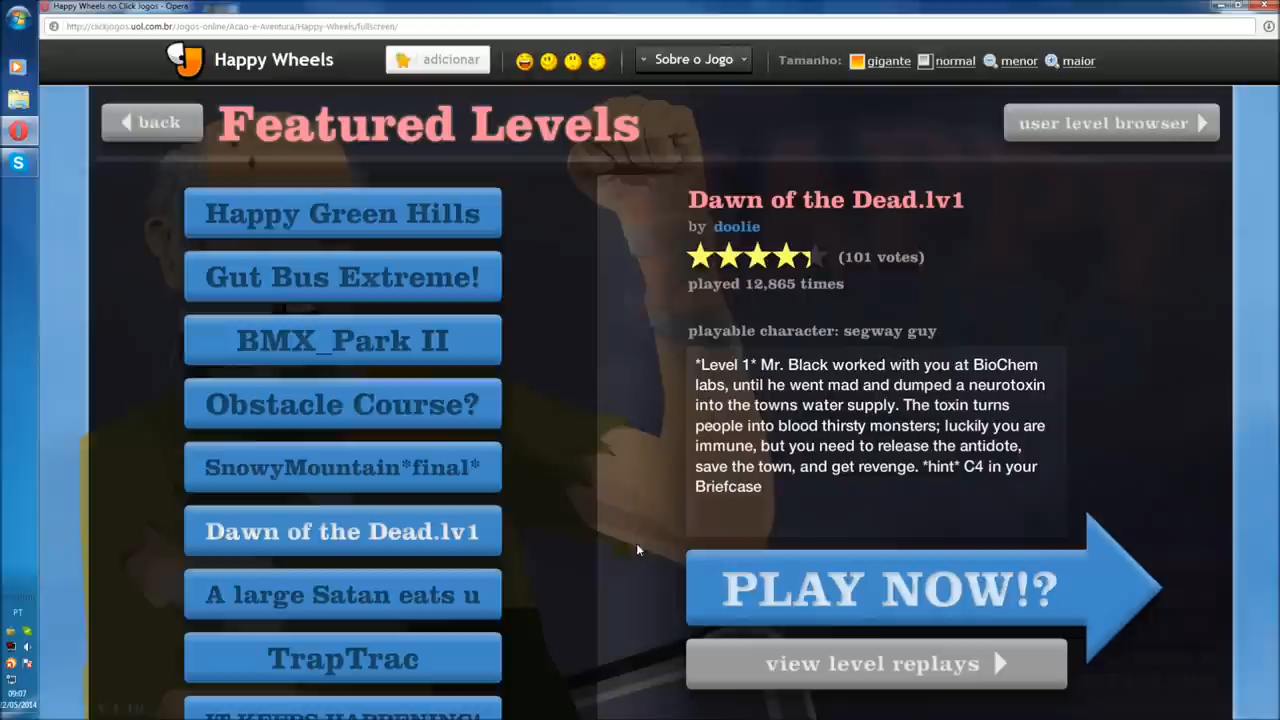 Happy Wheels no Click Jogos - Opera
http://clickjogos.uol.com.br/Jogos-online/Acao-e-Aventura/Happy-Wheels/fullscreen/
Happy Wheels
adicionar
Sobre o Jogo
Tamanho: gigante normal menor maior
back
Featured Levels
user level browser
Happy Green Hills
Gut Bus Extreme!
BMX_Park II
Obstacle Course?
SnowyMountain*final*
Dawn of the Dead.lv1
A large Satan eats u
TrapTrac
IT KEEPS HAPPENING!
Dawn of the Dead.lv1
by doolie
(101 votes)
played 12,865 times
playable character: segway guy
*Level 1* Mr. Black worked with you at BioChem
labs, until he went mad and dumped a neurotoxin
into the towns water supply. The toxin turns
people into blood thirsty monsters; luckily you are
immune, but you need to release the antidote,
save the town, and get revenge. *hint* C4 in your
Briefcase
PLAY NOW!?
view level replays
PT
09:07